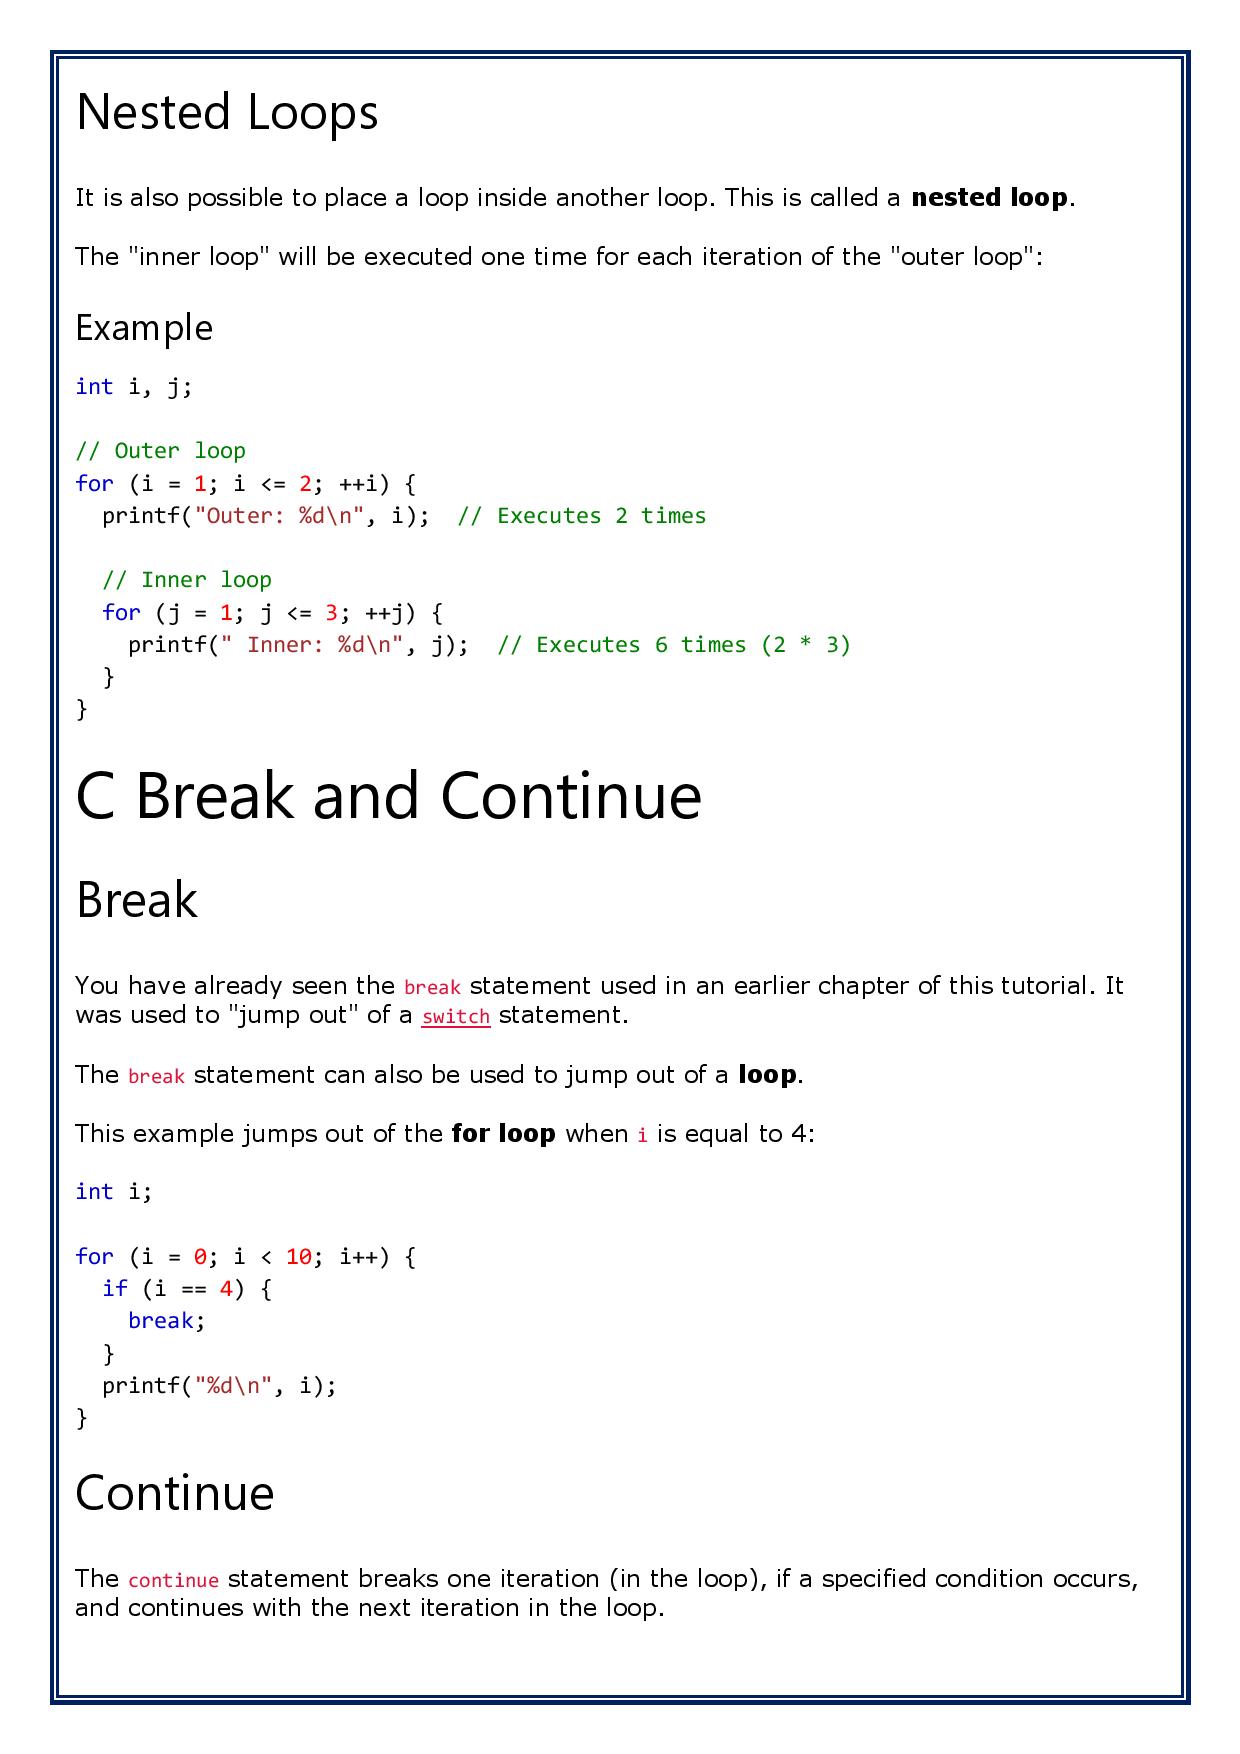 Nested Loops
It is also possible to place a loop inside another loop. This is called a nested loop.
The "inner loop" will be executed one time for each iteration of the "outer loop":
Example
int i, j;
// Outer loop
for (i = 1; i <= 2; ++i) {
  printf("Outer: %d\n", i);  // Executes 2 times
  // Inner loop
  for (j = 1; j <= 3; ++j) {
    printf(" Inner: %d\n", j);  // Executes 6 times (2 * 3)
  }
}
C Break and Continue
Break
You have already seen the break statement used in an earlier chapter of this tutorial. It
was used to "jump out" of a switch statement.
The break statement can also be used to jump out of a loop.
This example jumps out of the for loop when i is equal to 4:
int i;
for (i = 0; i < 10; i++) {
  if (i == 4) {
    break;
  }
  printf("%d\n", i);
}
Continue
The continue statement breaks one iteration (in the loop), if a specified condition occurs,
and continues with the next iteration in the loop.